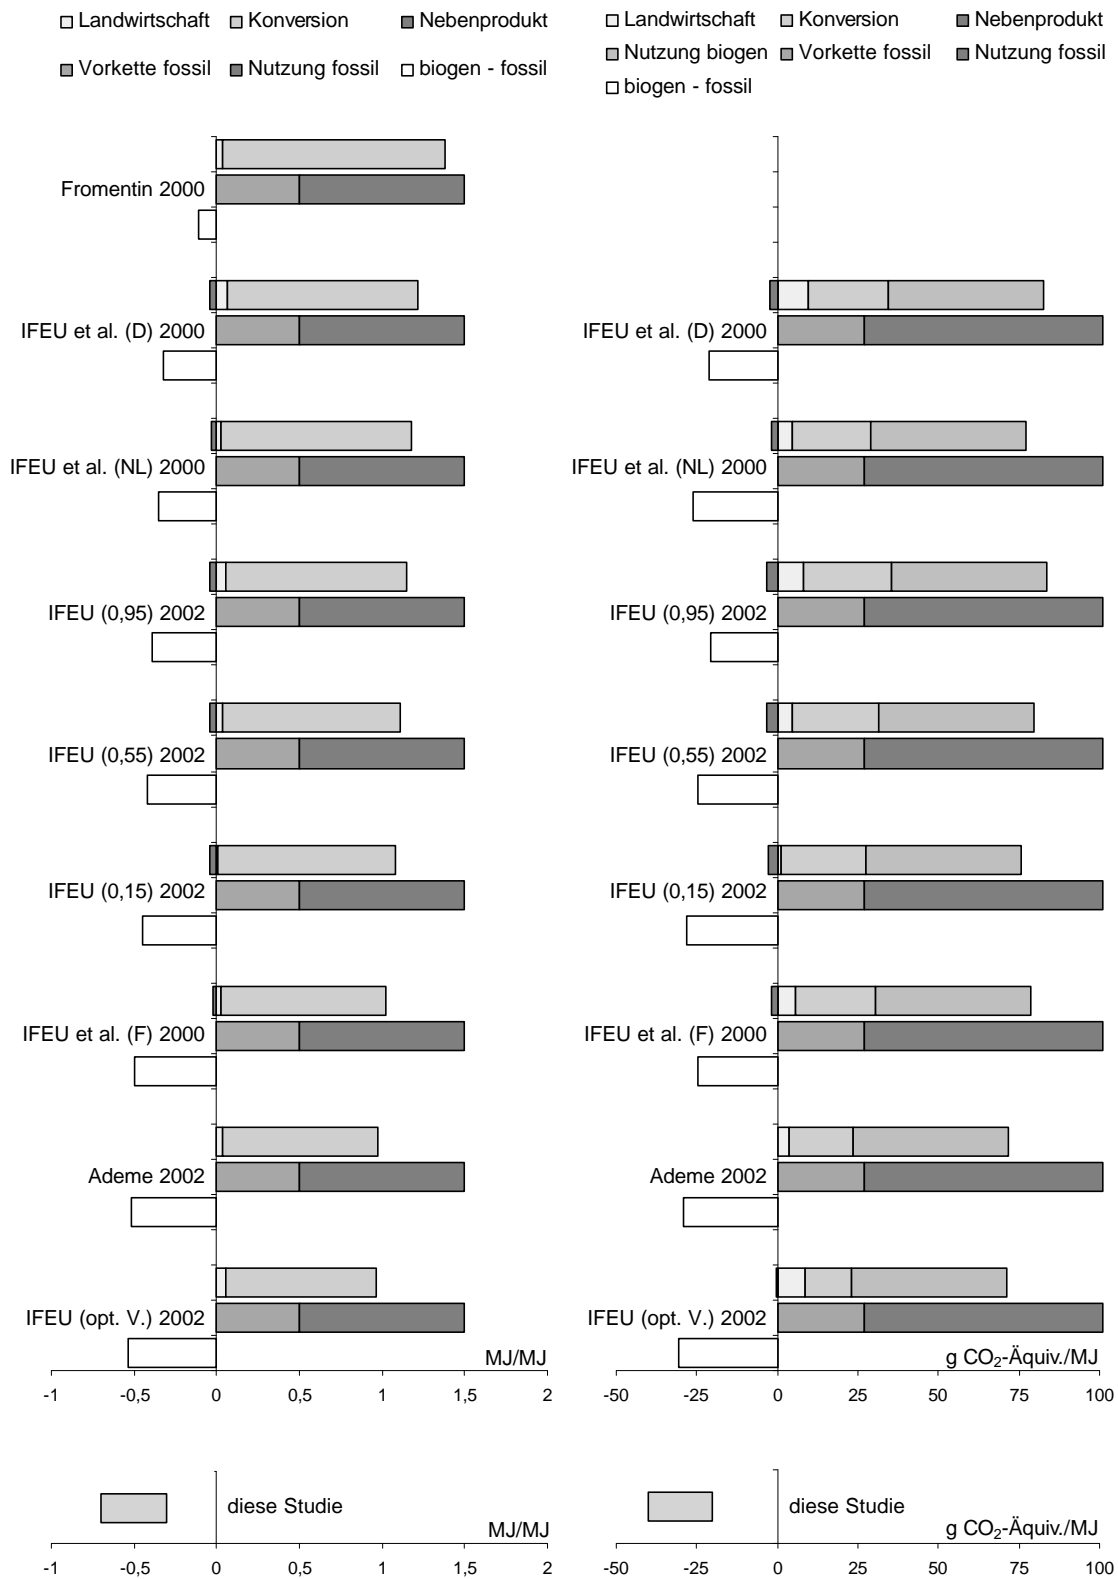 Landwirtschaft Konversion Nebenprodukt
Vorkette fossil Nutzung fossil biogen - fossil
Fromentin 2000
IFEU et al. (D) 2000
IFEU et al. (NL) 2000
IFEU (0,95) 2002
IFEU (0,55) 2002
IFEU (0,15) 2002
IFEU et al. (F) 2000
Ademe 2002
IFEU (opt. V.) 2002
MJ/MJ
-1 -0,5 0 0,5 1 1,5 2
diese Studie
MJ/MJ
-1 -0,5 0 0,5 1 1,5 2
Landwirtschaft Konversion Nebenprodukt
Nutzung biogen Vorkette fossil Nutzung fossil
biogen - fossil
IFEU et al. (D) 2000
IFEU et al. (NL) 2000
IFEU (0,95) 2002
IFEU (0,55) 2002
IFEU (0,15) 2002
IFEU et al. (F) 2000
Ademe 2002
IFEU (opt. V.) 2002
g CO₂-Äquiv./MJ
-50 -25 0 25 50 75 100
diese Studie
g CO₂-Äquiv./MJ
-50 -25 0 25 50 75 100